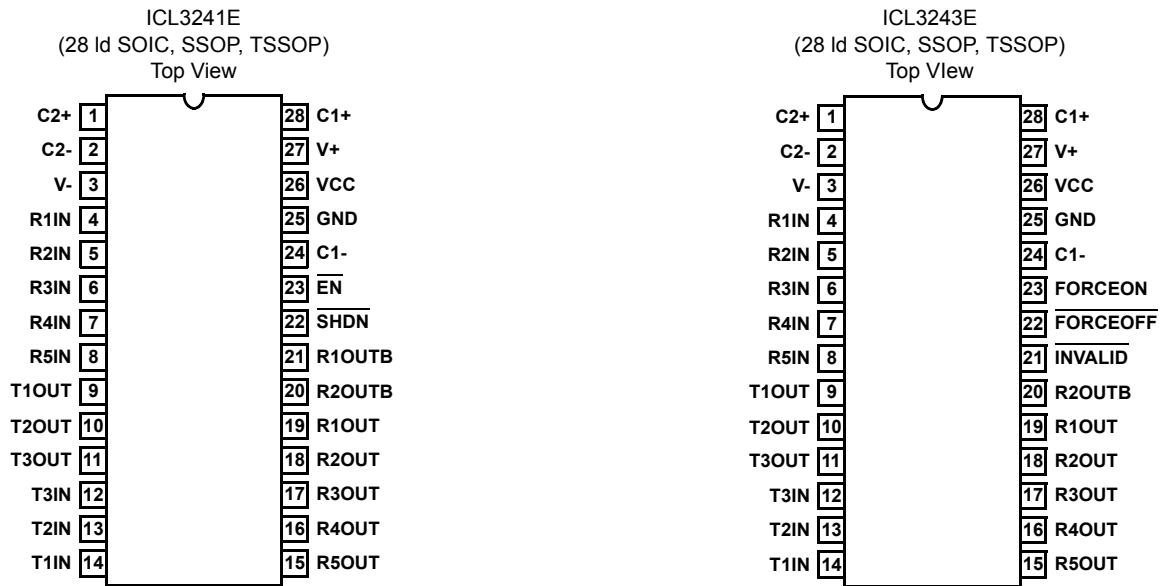 ICL3241E
(28 ld SOIC, SSOP, TSSOP)
Top View
C2+ 1 28 C1+
C2- 2 27 V+
V- 3 26 VCC
R1IN 4 25 GND
R2IN 5 24 C1-
R3IN 6 23 E̅N̅
R4IN 7 22 S̅H̅D̅N̅
R5IN 8 21 R1OUTB
T1OUT 9 20 R2OUTB
T2OUT 10 19 R1OUT
T3OUT 11 18 R2OUT
T3IN 12 17 R3OUT
T2IN 13 16 R4OUT
T1IN 14 15 R5OUT
ICL3243E
(28 ld SOIC, SSOP, TSSOP)
Top VIew
C2+ 1 28 C1+
C2- 2 27 V+
V- 3 26 VCC
R1IN 4 25 GND
R2IN 5 24 C1-
R3IN 6 23 FORCEON
R4IN 7 22 F̅O̅R̅C̅E̅O̅F̅F̅
R5IN 8 21 I̅N̅V̅A̅L̅I̅D̅
T1OUT 9 20 R2OUTB
T2OUT 10 19 R1OUT
T3OUT 11 18 R2OUT
T3IN 12 17 R3OUT
T2IN 13 16 R4OUT
T1IN 14 15 R5OUT